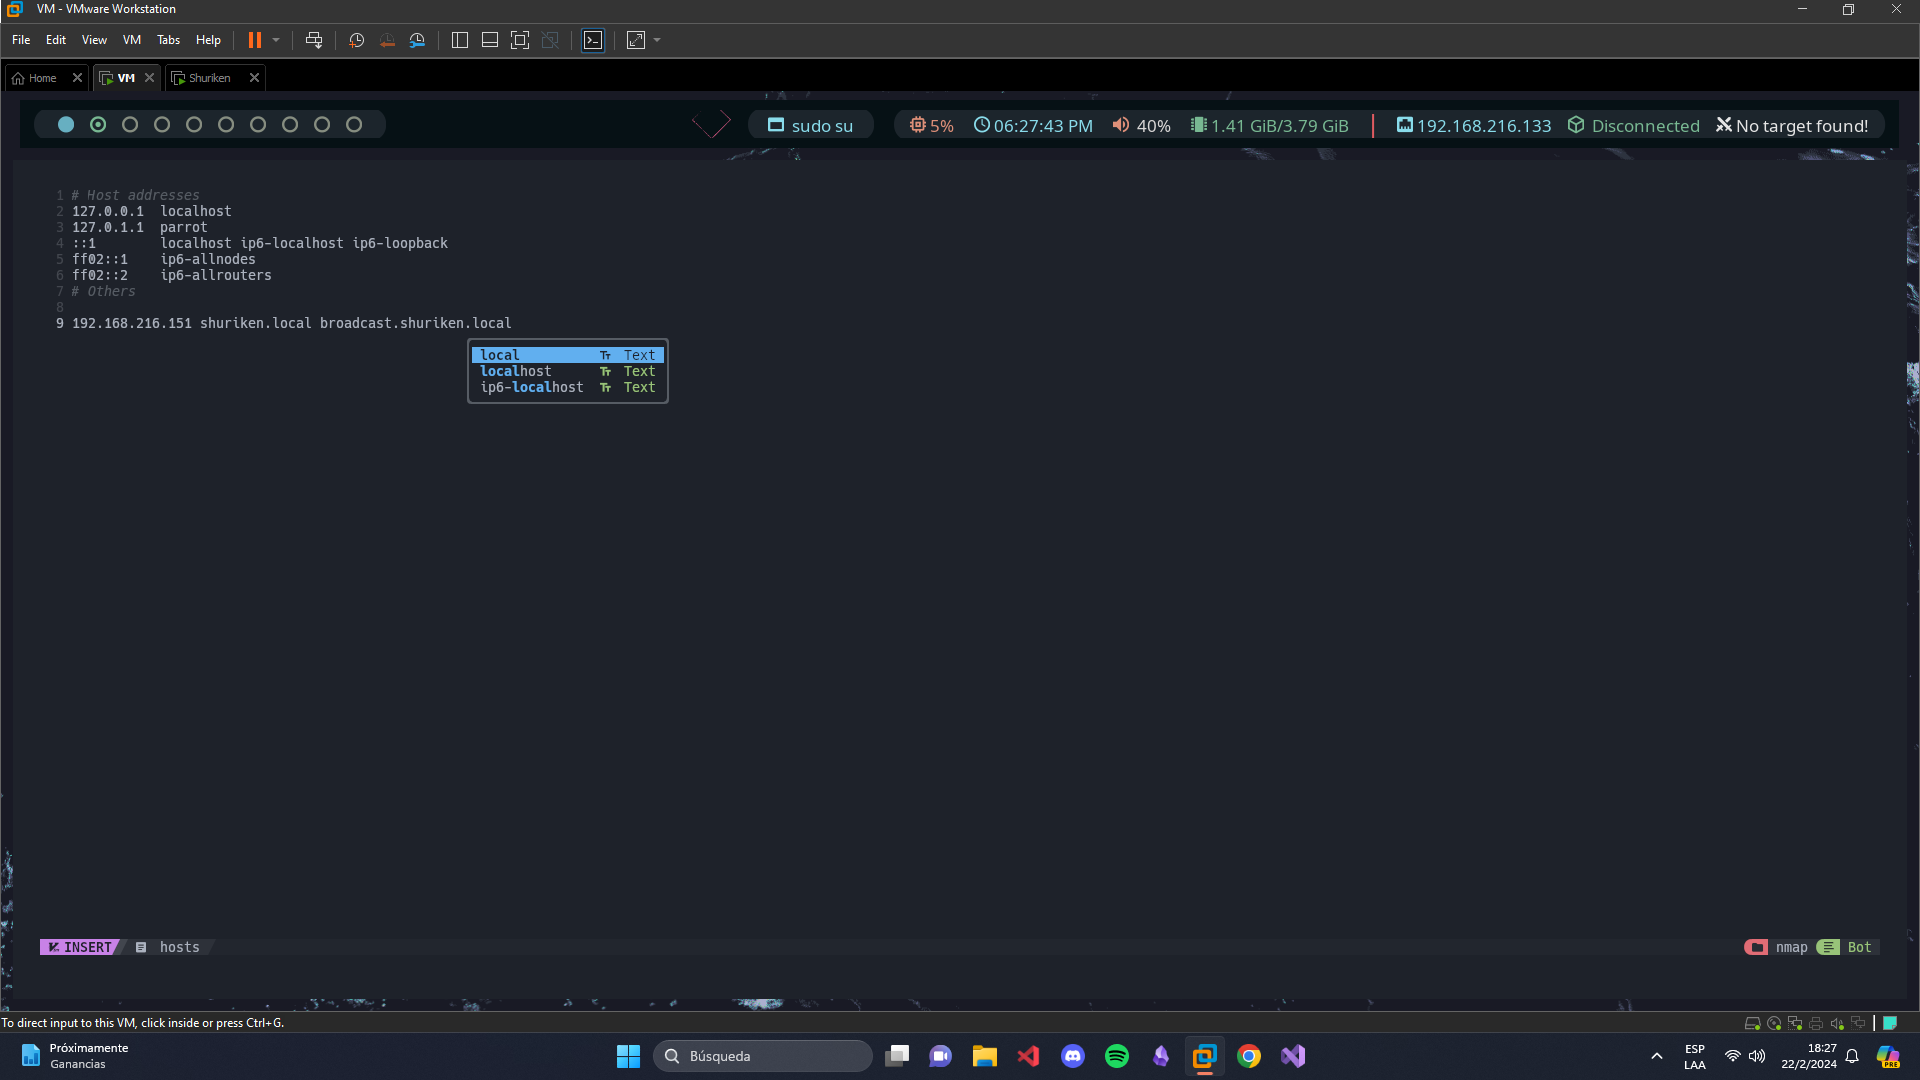 VM - VMware Workstation
File Edit View VM Tabs Help
Home VM Shuriken
sudo su 5% 06:27:43 PM 40% 1.41 GiB/3.79 GiB | 192.168.216.133 Disconnected No target found!
1 # Host addresses
2 127.0.0.1 localhost
3 127.0.1.1 parrot
4 ::1 localhost ip6-localhost ip6-loopback
5 ff02::1 ip6-allnodes
6 ff02::2 ip6-allrouters
7 # Others
8
9 192.168.216.151 shuriken.local broadcast.shuriken.local
local Text
localhost Text
ip6-localhost Text
INSERT hosts nmap Bot
To direct input to this VM, click inside or press Ctrl+G.
Próximamente
Ganancias
Búsqueda
ESP
LAA
18:27
22/2/2024
PRE